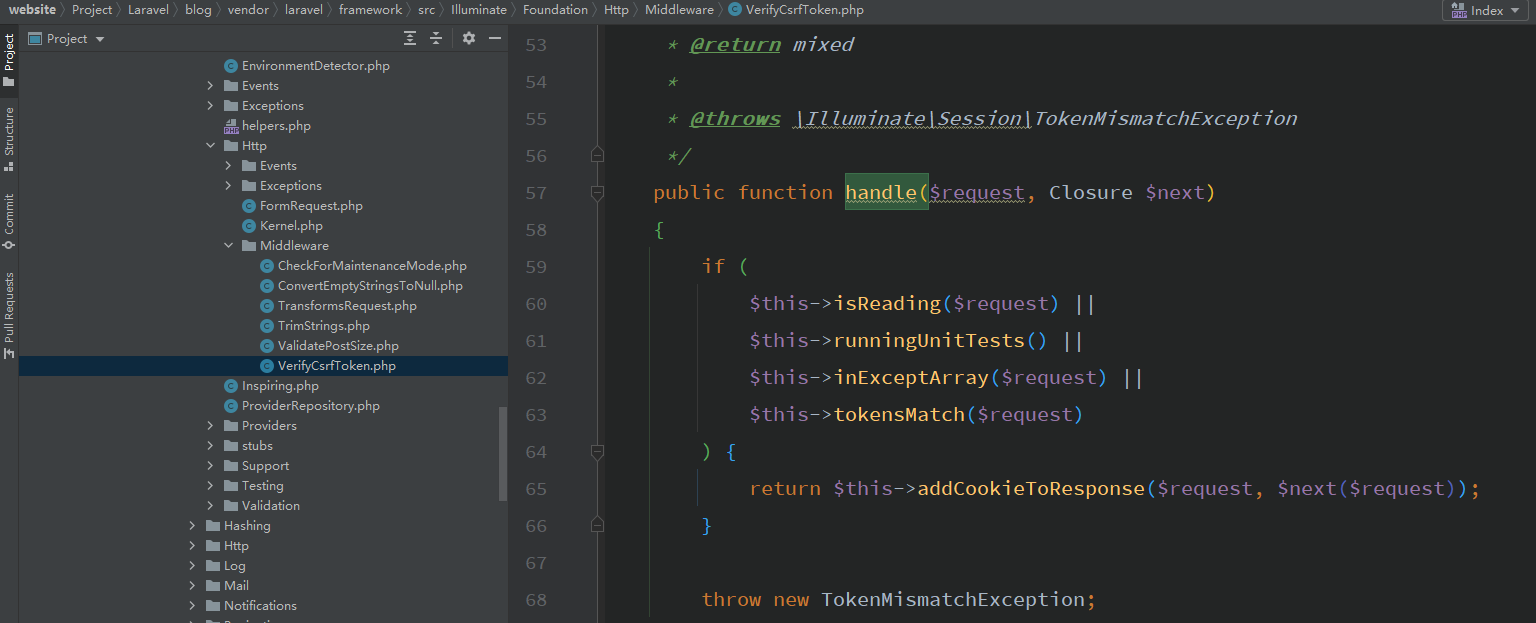 website Project Laravel blog vendor laravel framework src Illuminate Foundation Http Middleware VerifyCsrfToken.php
PHP Index
Project
Structure
Commit
Pull Requests
Project
EnvironmentDetector.php
Events
Exceptions
helpers.php
Http
Events
Exceptions
FormRequest.php
Kernel.php
Middleware
CheckForMaintenanceMode.php
ConvertEmptyStringsToNull.php
TransformsRequest.php
TrimStrings.php
ValidatePostSize.php
VerifyCsrfToken.php
Inspiring.php
ProviderRepository.php
Providers
stubs
Support
Testing
Validation
Hashing
Http
Log
Mail
Notifications
53 * @return mixed
54 *
55 * @throws \Illuminate\Session\TokenMismatchException
56 */
57 public function handle($request, Closure $next)
58 {
59 if (
60 $this->isReading($request) ||
61 $this->runningUnitTests() ||
62 $this->inExceptArray($request) ||
63 $this->tokensMatch($request)
64 ) {
65 return $this->addCookieToResponse($request, $next($request));
66 }
67
68 throw new TokenMismatchException;